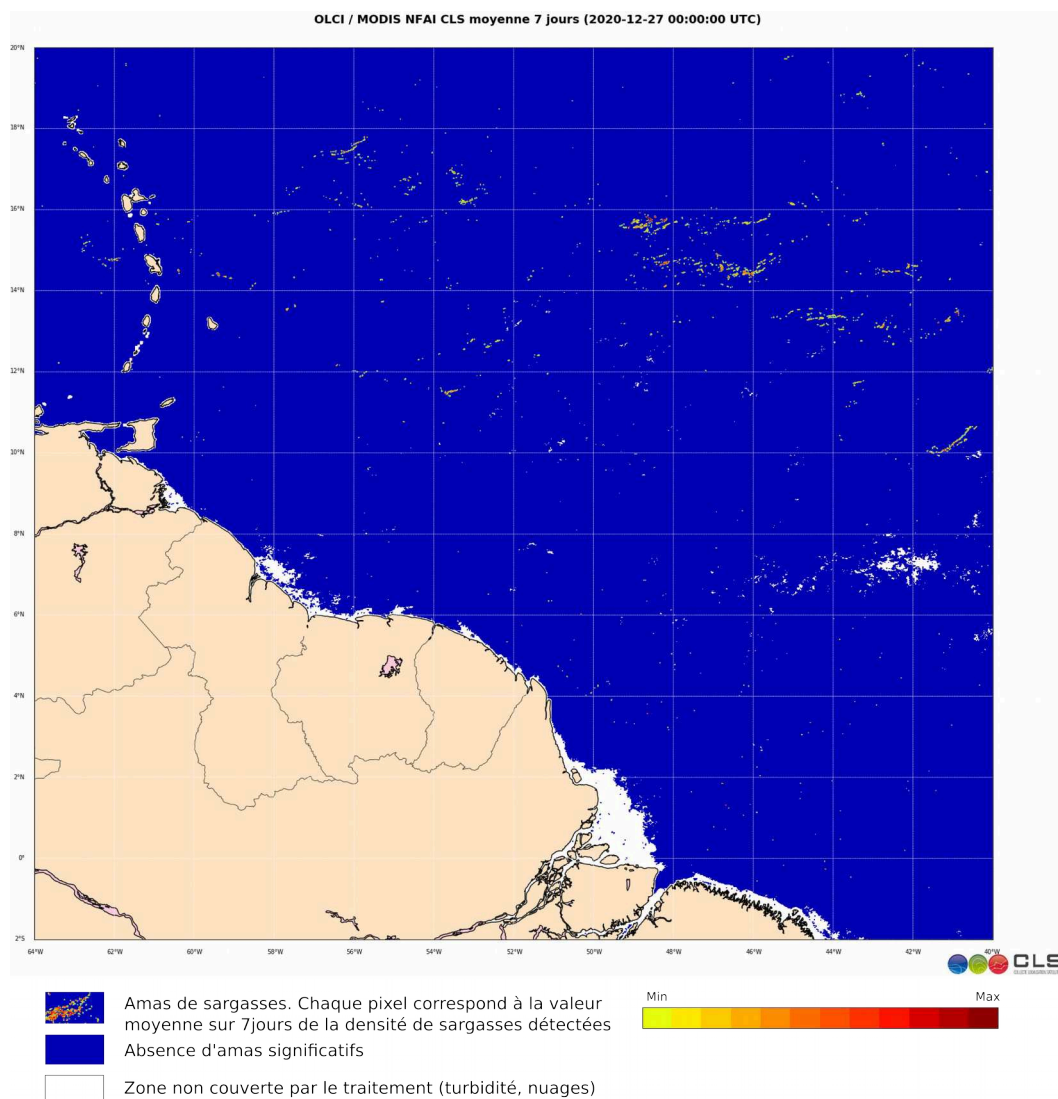 OLCI / MODIS NFAI CLS moyenne 7 jours (2020-12-27 00:00:00 UTC)
20°N
18°N
16°N
14°N
12°N
10°N
8°N
6°N
4°N
2°N
0°
2°S
64°W 62°W 60°W 58°W 56°W 54°W 52°W 50°W 48°W 46°W 44°W 42°W 40°W
CLS
Amas de sargasses. Chaque pixel correspond à la valeur
moyenne sur 7jours de la densité de sargasses détectées
Min Max
Absence d'amas significatifs
Zone non couverte par le traitement (turbidité, nuages)